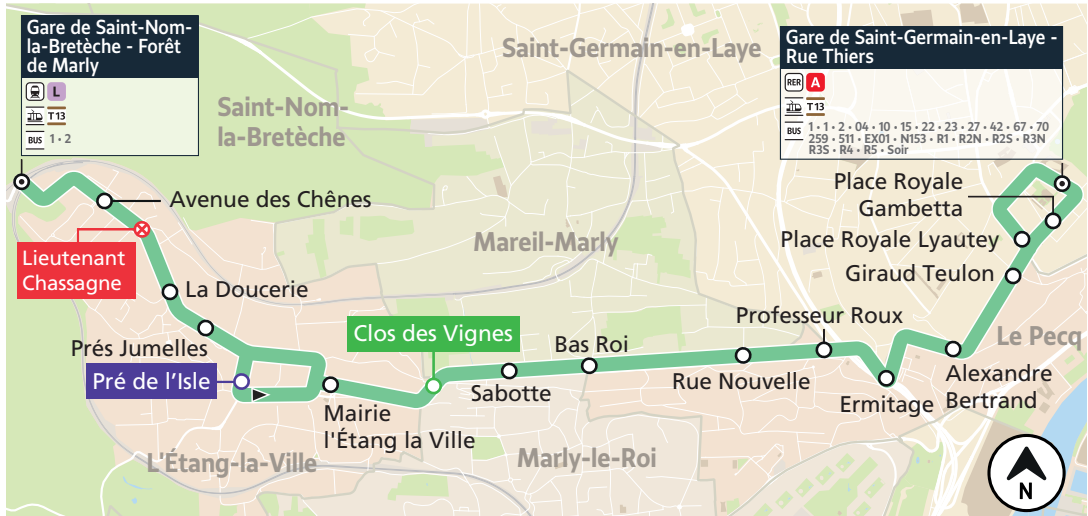 Gare de Saint-Nom-
la-Bretèche - Forêt
de Marly
L
T13
BUS 1 • 2
Saint-Germain-en-Laye
Gare de Saint-Germain-en-Laye -
Rue Thiers
RER A
T13
BUS 1 • 1 • 2 • 04 • 10 • 15 • 22 • 23 • 27 • 42 • 67 • 70
259 • 511 • EX01 • N153 • R1 • R2N • R2S • R3N
R3S • R4 • R5 • Soir
Saint-Nom-
la-Bretèche
Avenue des Chênes
Lieutenant
Chassagne
La Doucerie
Prés Jumelles
Pré de l'Isle
Mairie
l'Étang la Ville
Clos des Vignes
Sabotte
Bas Roi
Mareil-Marly
Rue Nouvelle
Professeur Roux
Ermitage
Alexandre
Bertrand
Giraud Teulon
Place Royale Lyautey
Place Royale
Gambetta
Le Pecq
L'Étang-la-Ville
Marly-le-Roi
N